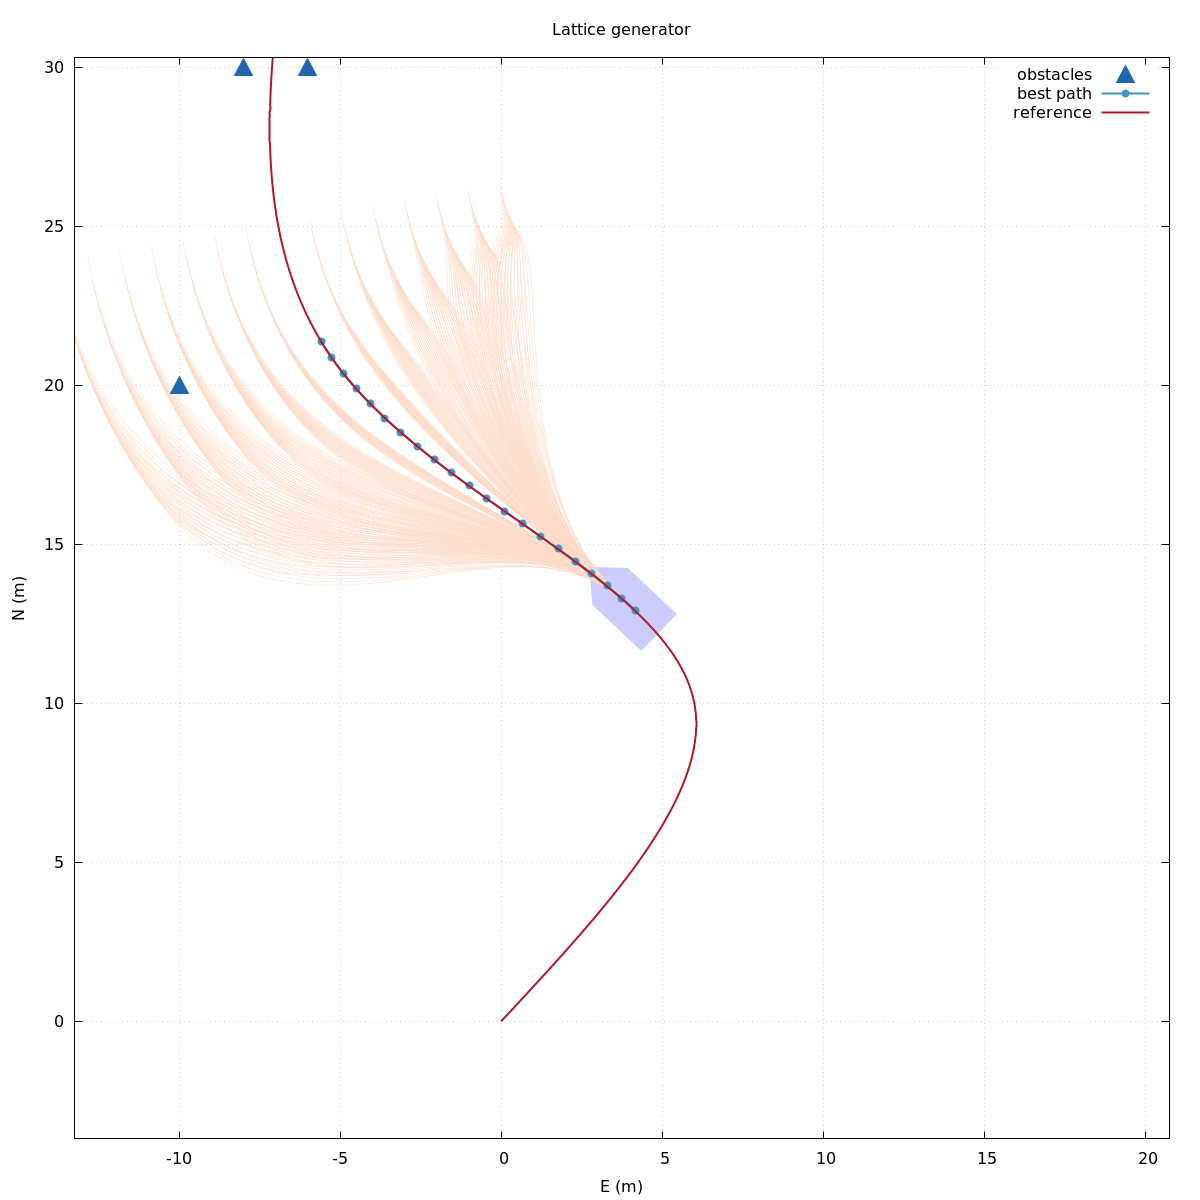 Lattice generator
obstacles
best path
reference
30
25
20
15
10
5
0
N (m)
-10 -5 0 5 10 15 20
E (m)